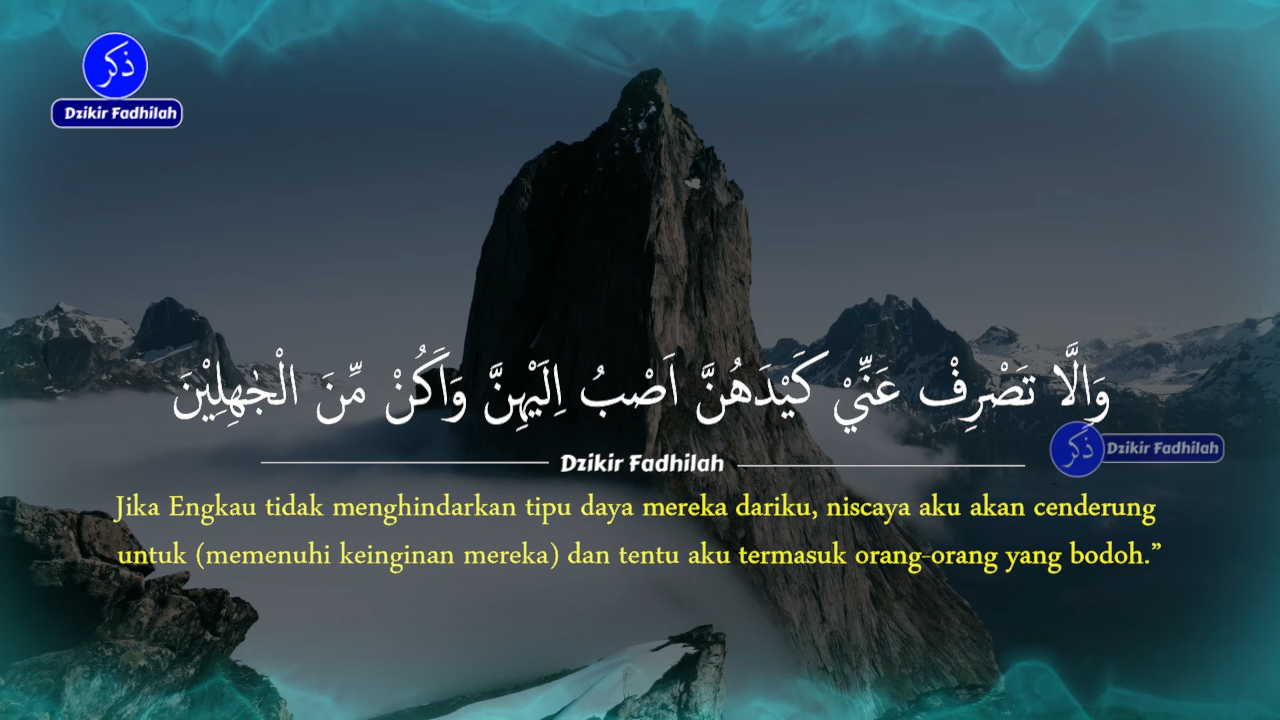 ذكر
Dzikir Fadhilah
وَاِلَّا تَصْرِفْ عَنِّيْ كَيْدَهُنَّ اَصْبُ اِلَيْهِنَّ وَاَكُنْ مِّنَ الْجٰهِلِيْنَ
ذكر
Dzikir Fadhilah
Dzikir Fadhilah
Jika Engkau tidak menghindarkan tipu daya mereka dariku, niscaya aku akan cenderung
untuk (memenuhi keinginan mereka) dan tentu aku termasuk orang-orang yang bodoh.”